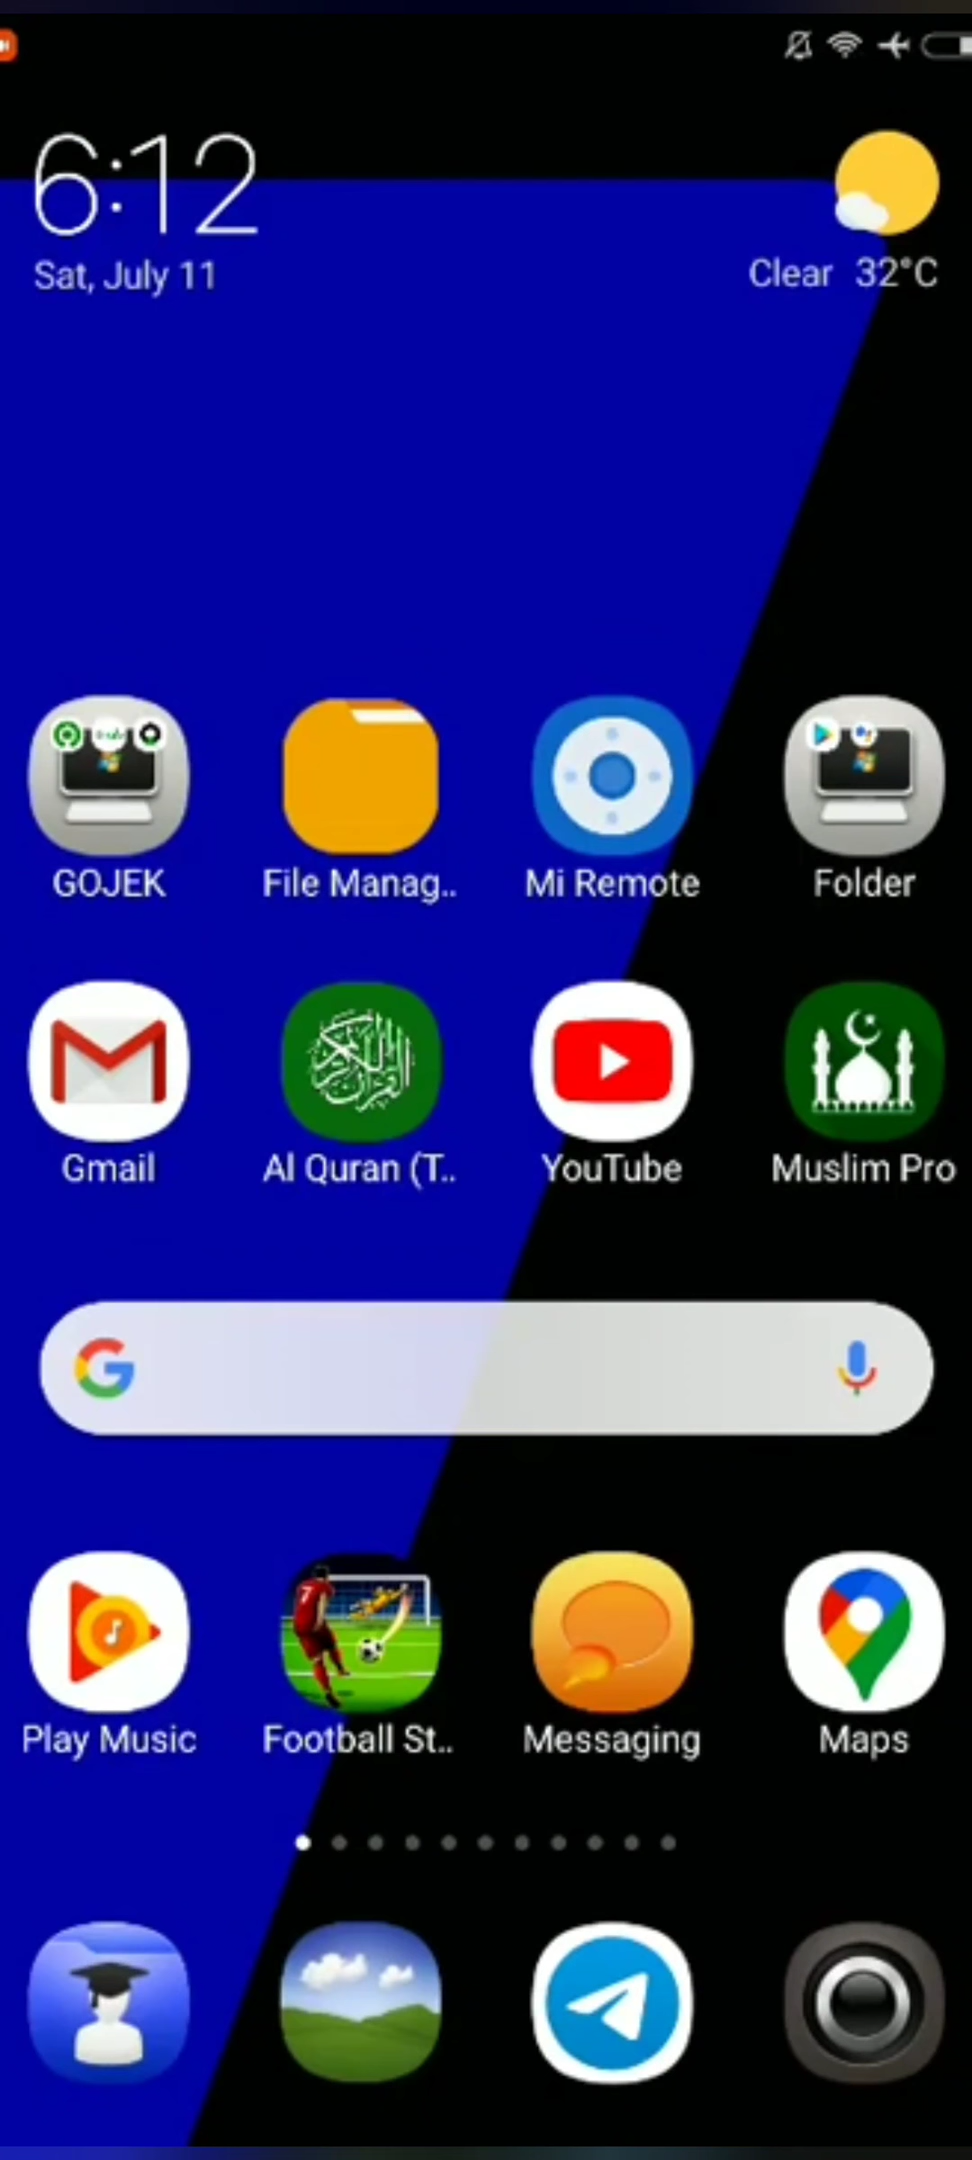 6:12
Sat, July 11
Clear 32°C
GOJEK
File Manag..
Mi Remote
Folder
Gmail
Al Quran (T..
YouTube
Muslim Pro
Play Music
Football St..
Messaging
Maps